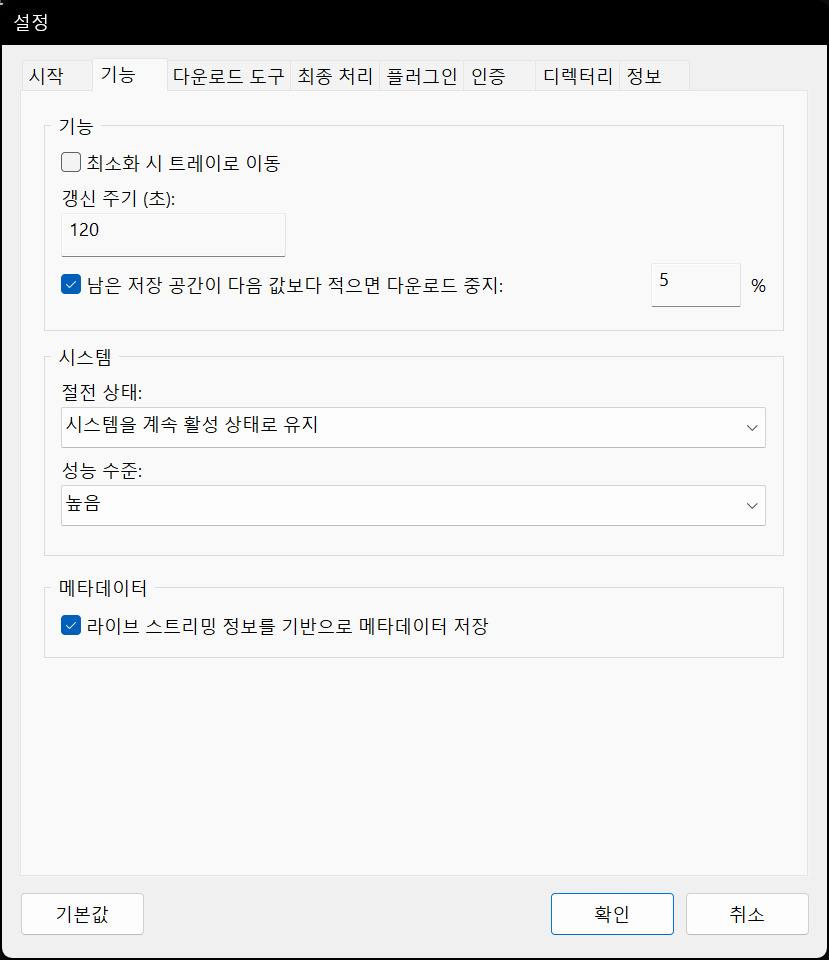 설정
시작 기능 다운로드 도구 최종 처리 플러그인 인증 디렉터리 정보
기능
최소화 시 트레이로 이동
갱신 주기 (초):
120
남은 저장 공간이 다음 값보다 적으면 다운로드 중지: 5 %
시스템
절전 상태:
시스템을 계속 활성 상태로 유지
성능 수준:
높음
메타데이터
라이브 스트리밍 정보를 기반으로 메타데이터 저장
기본값 확인 취소